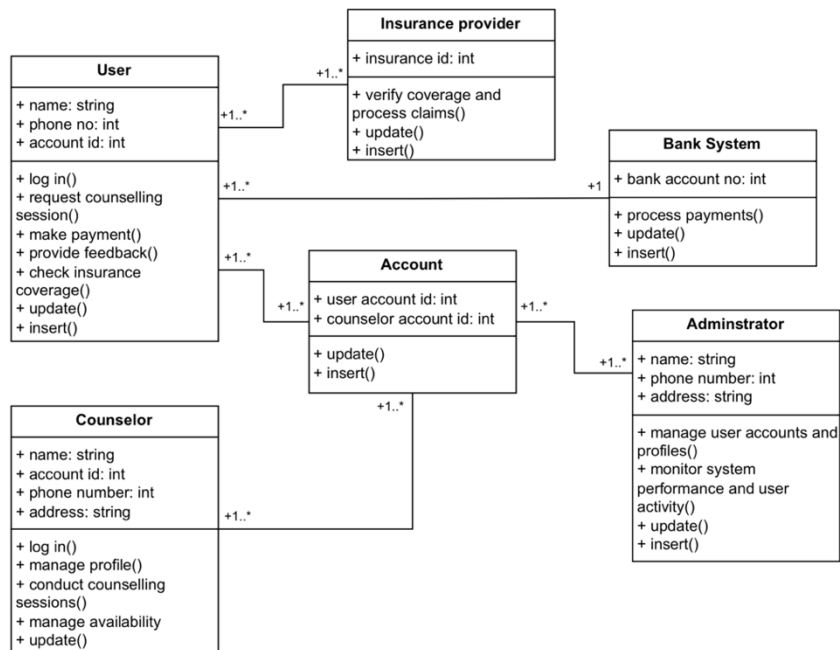 Insurance provider
+ insurance id: int
+ verify coverage and
process claims()
+ update()
+ insert()
User
+ name: string
+ phone no: int
+ account id: int
+ log in()
+ request counselling
session()
+ make payment()
+ provide feedback()
+ check insurance
coverage()
+ update()
+ insert()
+1..*
+1..*
Bank System
+ bank account no: int
+ process payments()
+ update()
+ insert()
+1..*
+1
Account
+ user account id: int
+ counselor account id: int
+ update()
+ insert()
+1..*
+1..*
+1..*
+1..*
Adminstrator
+ name: string
+ phone number: int
+ address: string
+ manage user accounts and
profiles()
+ monitor system
performance and user
activity()
+ update()
+ insert()
+1..*
+1..*
Counselor
+ name: string
+ account id: int
+ phone number: int
+ address: string
+ log in()
+ manage profile()
+ conduct counselling
sessions()
+ manage availability
+ update()